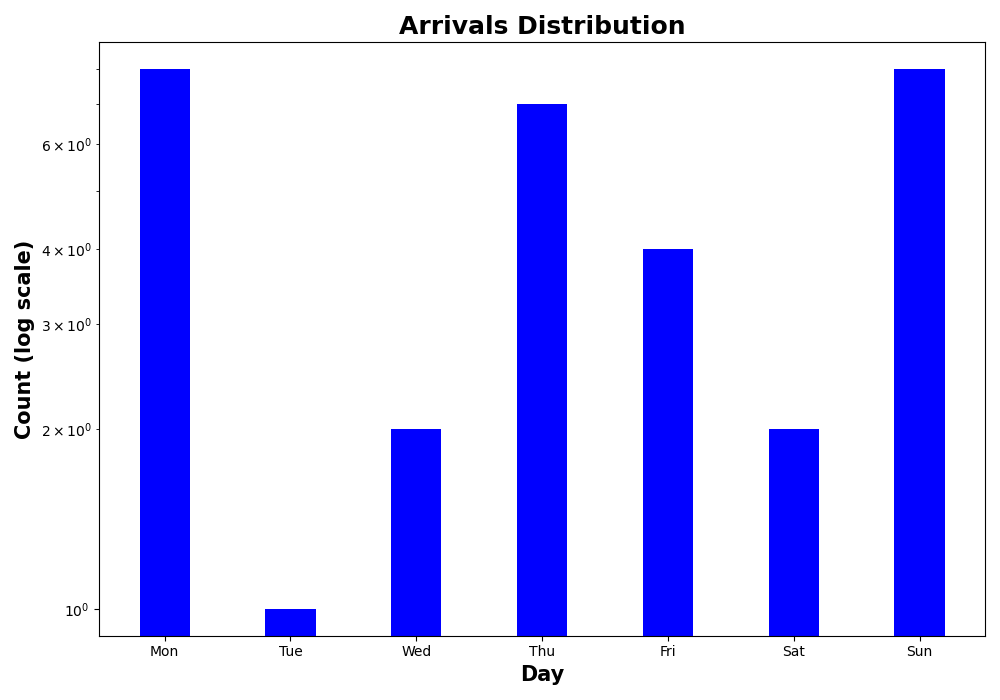 Arrivals Distribution
Count (log scale)
6 × 10⁰
4 × 10⁰
3 × 10⁰
2 × 10⁰
10⁰
Mon Tue Wed Thu Fri Sat Sun
Day